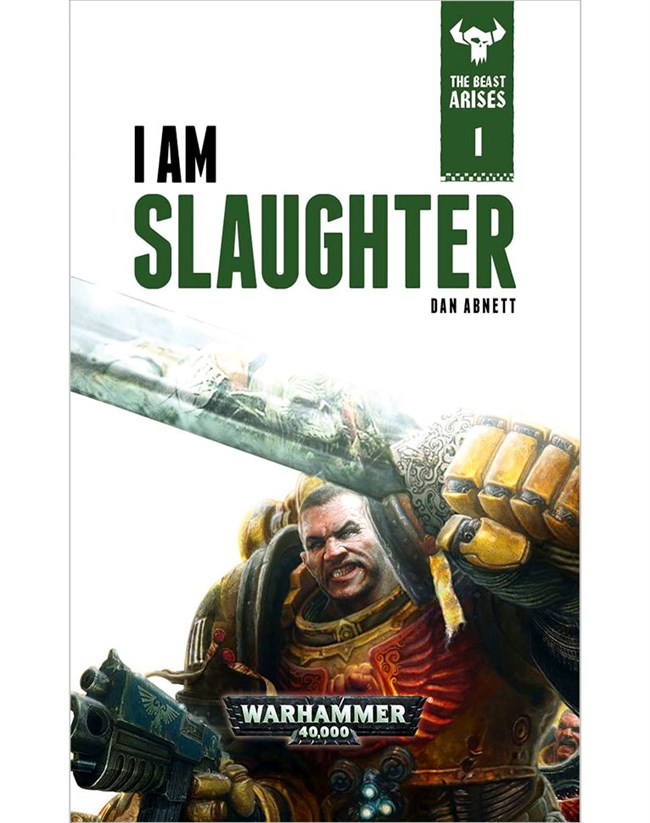 THE BEAST
ARISES
I
I AM
SLAUGHTER
DAN ABNETT
WARHAMMER
40,000